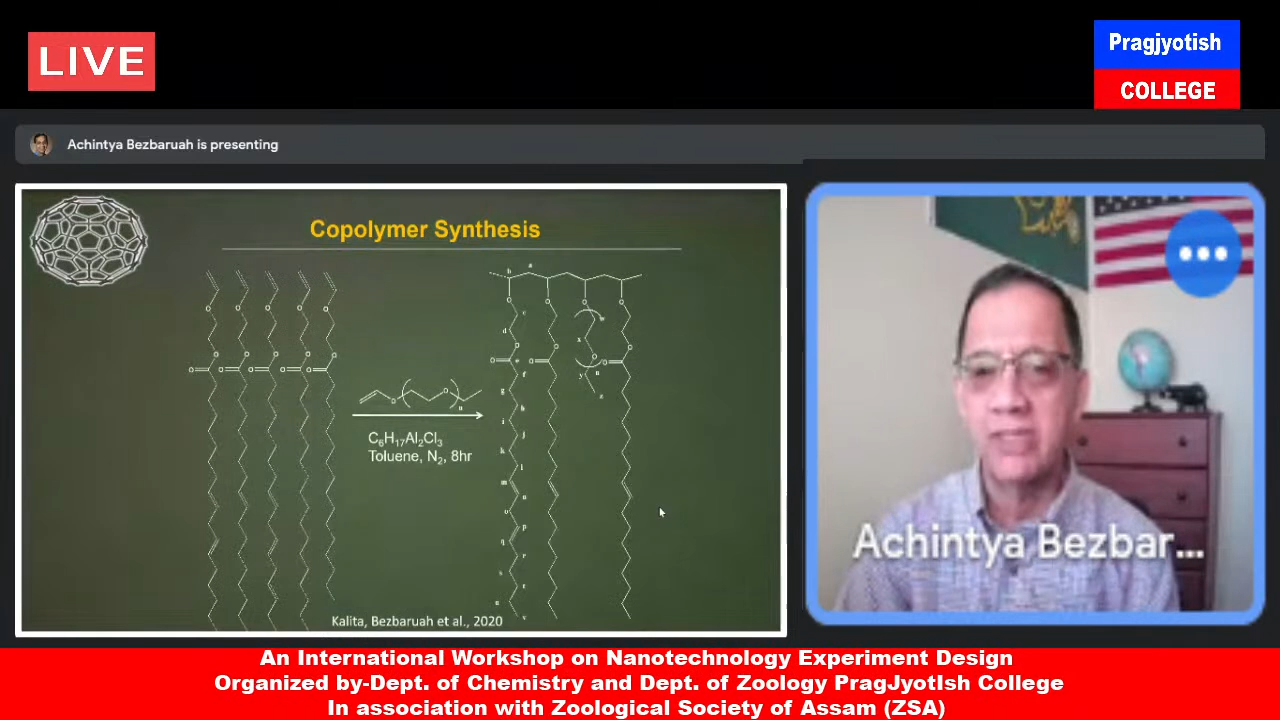 LIVE
Pragjyotish
COLLEGE
Achintya Bezbaruah is presenting
Copolymer Synthesis
C6H17Al2Cl3
Toluene, N2, 8hr
Kalita, Bezbaruah et al., 2020
Achintya Bezbar...
An International Workshop on Nanotechnology Experiment Design
Organized by-Dept. of Chemistry and Dept. of Zoology PragJyotIsh College
In association with Zoological Society of Assam (ZSA)